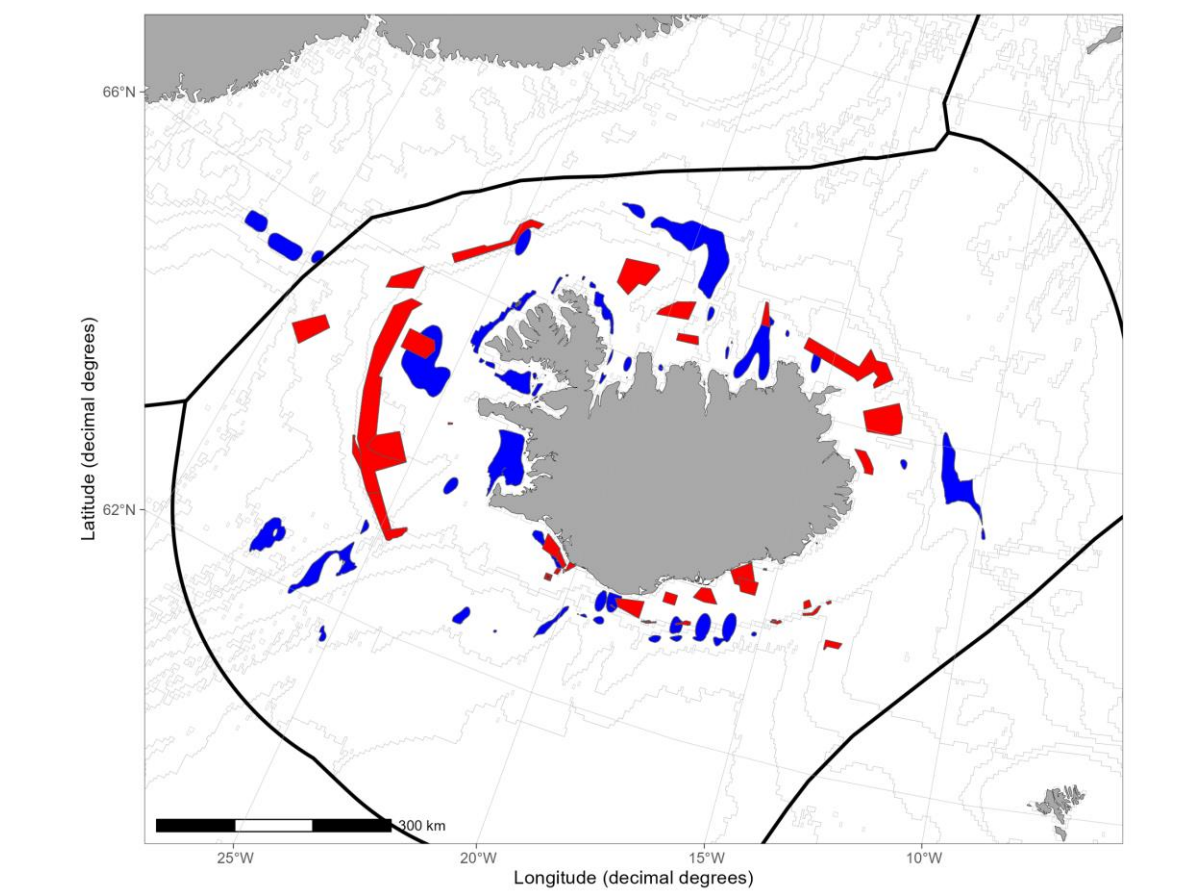 66°N
Latitude (decimal degrees)
62°N
300 km
25°W
20°W
15°W
10°W
Longitude (decimal degrees)